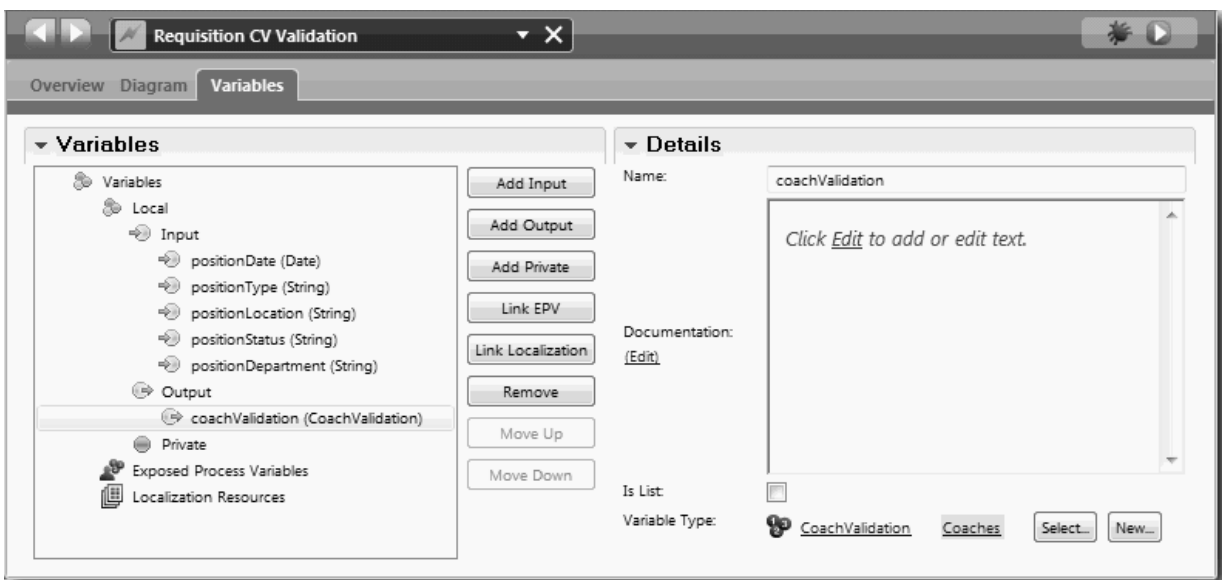 Requisition CV Validation
Overview Diagram Variables
Variables
Variables
Local
Input
positionDate (Date)
positionType (String)
positionLocation (String)
positionStatus (String)
positionDepartment (String)
Output
coachValidation (CoachValidation)
Private
Exposed Process Variables
Localization Resources
Add Input
Add Output
Add Private
Link EPV
Link Localization
Remove
Move Up
Move Down
Details
Name: coachValidation
Click Edit to add or edit text.
Documentation:
(Edit)
Is List:
Variable Type: CoachValidation Coaches Select... New...